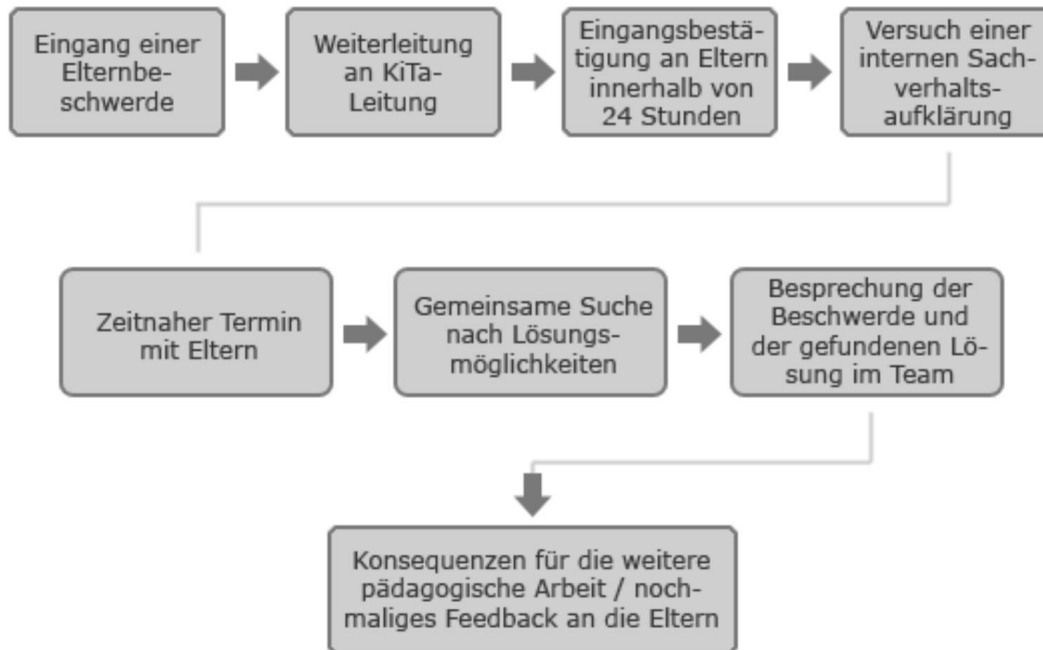 Eingang einer
Elternbe-
schwerde
Weiterleitung
an KiTa-
Leitung
Eingangsbestä-
tigung an Eltern
innerhalb von
24 Stunden
Versuch einer
internen Sach-
verhalts-
aufklärung
Zeitnaher Termin
mit Eltern
Gemeinsame Suche
nach Lösungs-
möglichkeiten
Besprechung der
Beschwerde und
der gefundenen Lö-
sung im Team
Konsequenzen für die weitere
pädagogische Arbeit / noch-
maliges Feedback an die Eltern